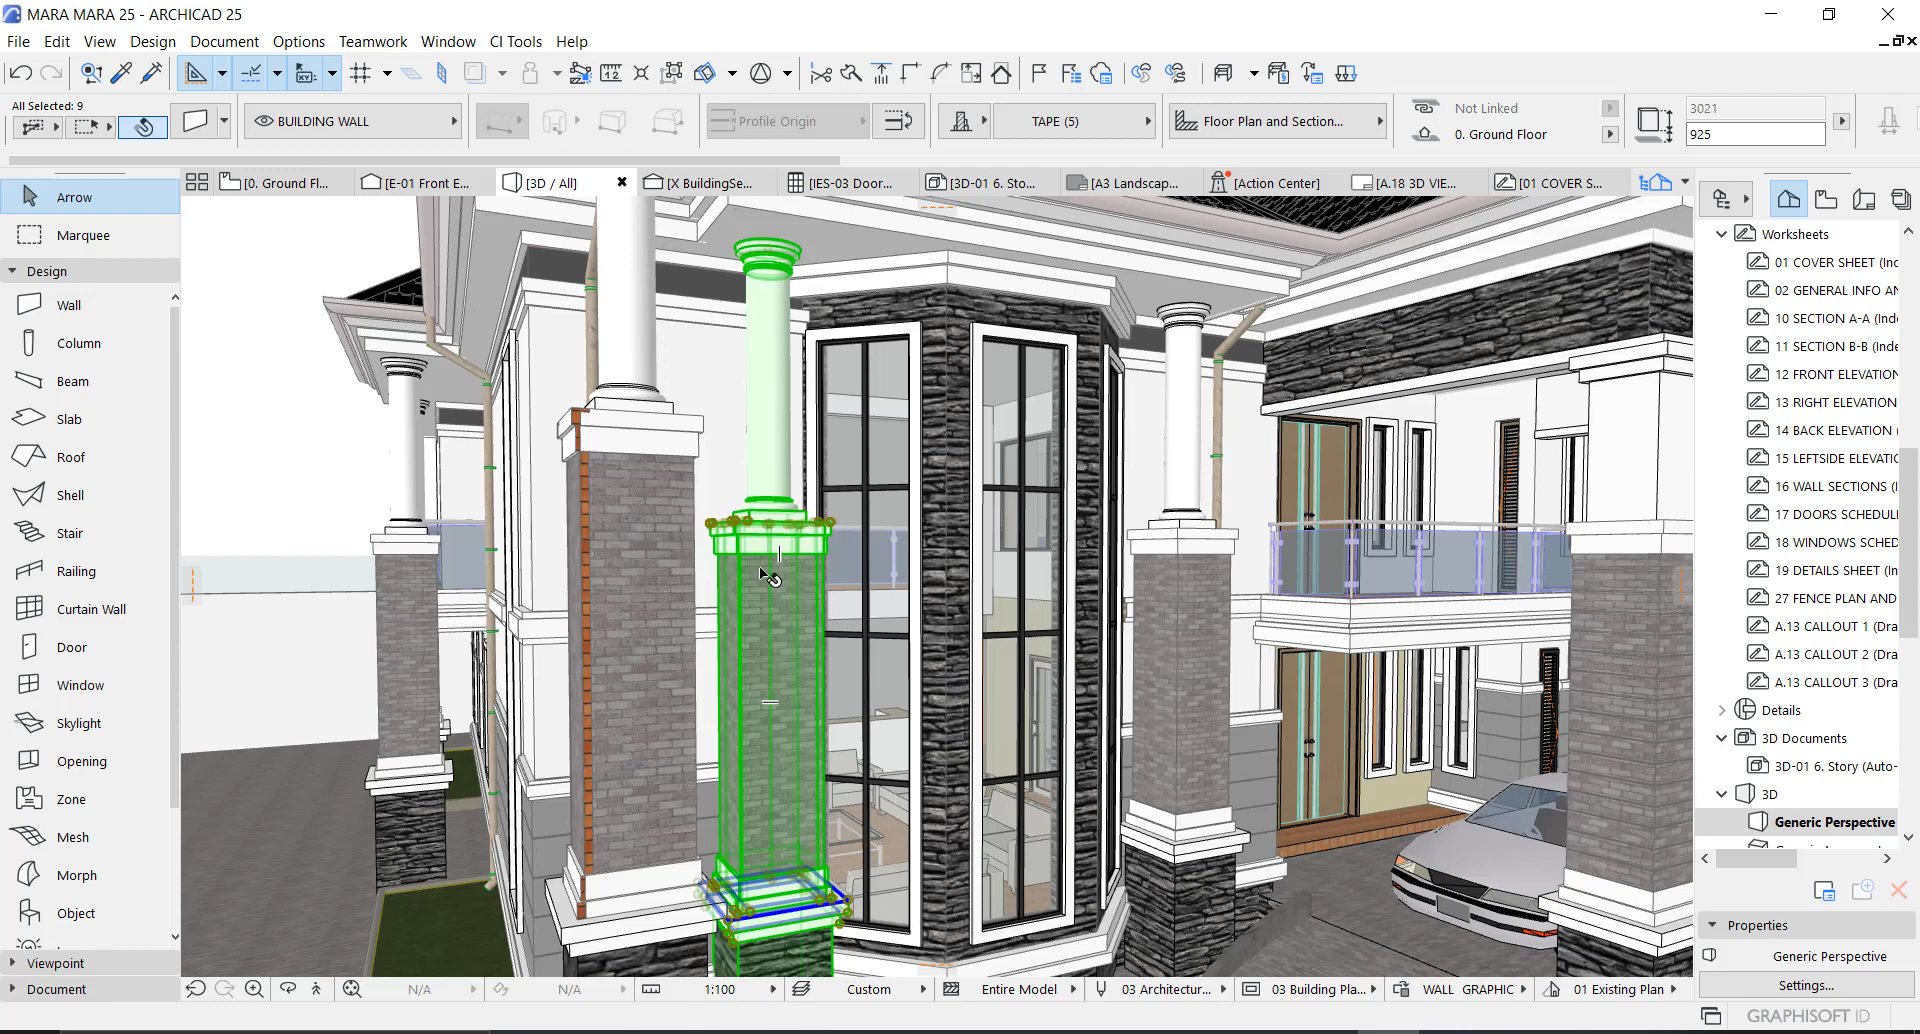 MARA MARA 25 - ARCHICAD 25
File Edit View Design Document Options Teamwork Window CI Tools Help
All Selected: 9
BUILDING WALL
Profile Origin
TAPE (5)
Floor Plan and Section...
Not Linked
0. Ground Floor
3021
925
Arrow
Marquee
Design
Wall
Column
Beam
Slab
Roof
Shell
Stair
Railing
Curtain Wall
Door
Window
Skylight
Opening
Zone
Mesh
Morph
Object
Viewpoint
Document
[0. Ground Fl...
[E-01 Front E...
[3D / All]
[X BuildingSe...
[IES-03 Door...
[3D-01 6. Sto...
[A3 Landscap...
[Action Center]
[A.18 3D VIE...
[01 COVER S...
Worksheets
01 COVER SHEET (Inc
02 GENERAL INFO AN
10 SECTION A-A (Inde
11 SECTION B-B (Inde
12 FRONT ELEVATION
13 RIGHT ELEVATION
14 BACK ELEVATION (
15 LEFTSIDE ELEVATIO
16 WALL SECTIONS (I
17 DOORS SCHEDUL
18 WINDOWS SCHED
19 DETAILS SHEET (In
27 FENCE PLAN AND
A.13 CALLOUT 1 (Dra
A.13 CALLOUT 2 (Dra
A.13 CALLOUT 3 (Dra
Details
3D Documents
3D-01 6. Story (Auto-
3D
Generic Perspective
Properties
Generic Perspective
Settings...
N/A
N/A
1:100
Custom
Entire Model
03 Architectur...
03 Building Pla...
WALL GRAPHIC
01 Existing Plan
GRAPHISOFT ID